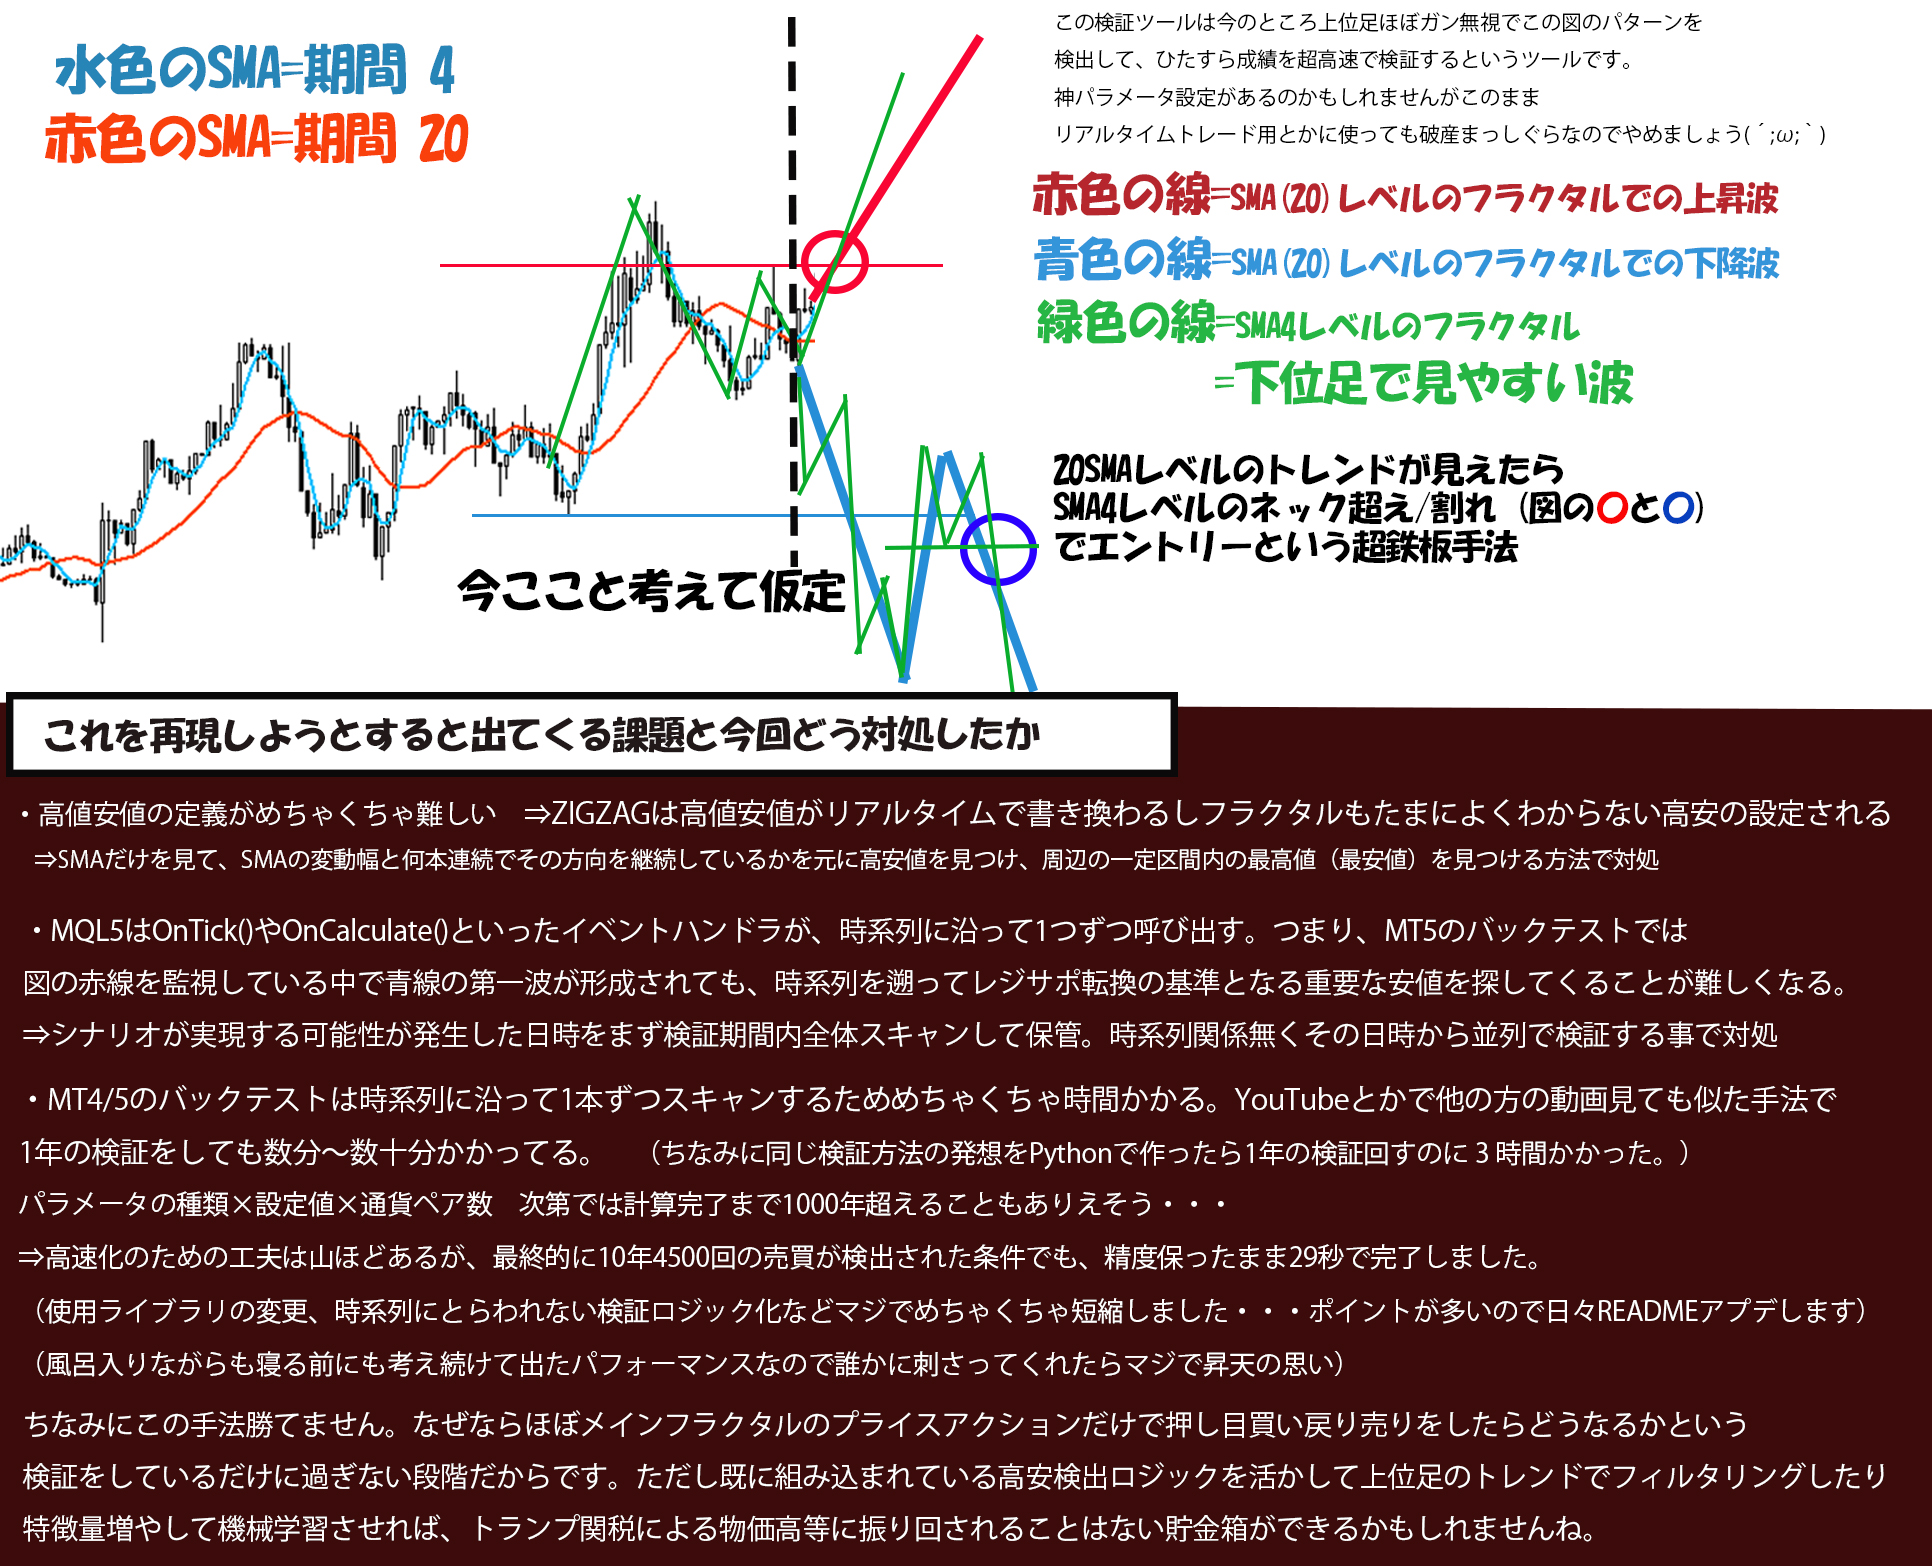 水色のSMA=期間 4
赤色のSMA=期間 20
この検証ツールは今のところ上位足ほぼガン無視でこの図のパターンを
検出して、ひたすら成績を超高速で検証するというツールです。
神パラメータ設定があるのかもしれませんがこのまま
リアルタイムトレード用とかに使っても破産まっしぐらなのでやめましょう(´;ω;｀)
赤色の線=SMA(20)レベルのフラクタルでの上昇波
青色の線=SMA(20)レベルのフラクタルでの下降波
緑色の線=SMA4レベルのフラクタル
=下位足で見やすい波
20SMAレベルのトレンドが見えたら
SMA4レベルのネック超え/割れ（図の〇と〇）
でエントリーという超鉄板手法
今ここと考えて仮定
これを再現しようとすると出てくる課題と今回どう対処したか
・高値安値の定義がめちゃくちゃ難しい　⇒ZIGZAGは高値安値がリアルタイムで書き換わるしフラクタルもたまによくわからない高安の設定される
⇒SMAだけを見て、SMAの変動幅と何本連続でその方向を継続しているかを元に高安値を見つけ、周辺の一定区間内の最高値（最安値）を見つける方法で対処
・MQL5はOnTick()やOnCalculate()といったイベントハンドラが、時系列に沿って1つずつ呼び出す。つまり、MT5のバックテストでは
図の赤線を監視している中で青線の第一波が形成されても、時系列を遡ってレジサポ転換の基準となる重要な安値を探してくることが難しくなる。
⇒シナリオが実現する可能性が発生した日時をまず検証期間内全体スキャンして保管。時系列関係無くその日時から並列で検証する事で対処
・MT4/5のバックテストは時系列に沿って1本ずつスキャンするためめちゃくちゃ時間かかる。YouTubeとかで他の方の動画見ても似た手法で
1年の検証をしても数分～数十分かかってる。　（ちなみに同じ検証方法の発想をPythonで作ったら1年の検証回すのに３時間かかった。）
パラメータの種類×設定値×通貨ペア数　次第では計算完了まで1000年超えることもありえそう・・・
⇒高速化のための工夫は山ほどあるが、最終的に10年4500回の売買が検出された条件でも、精度保ったまま29秒で完了しました。
（使用ライブラリの変更、時系列にとらわれない検証ロジック化などマジでめちゃくちゃ短縮しました・・・ポイントが多いので日々READMEアプデします）
（風呂入りながらも寝る前にも考え続けて出たパフォーマンスなので誰かに刺さってくれたらマジで昇天の思い）
ちなみにこの手法勝てません。なぜならほぼメインフラクタルのプライスアクションだけで押し目買い戻り売りをしたらどうなるかという
検証をしているだけに過ぎない段階だからです。ただし既に組み込まれている高安検出ロジックを活かして上位足のトレンドでフィルタリングしたり
特徴量増やして機械学習させれば、トランプ関税による物価高等に振り回されることはない貯金箱ができるかもしれませんね。